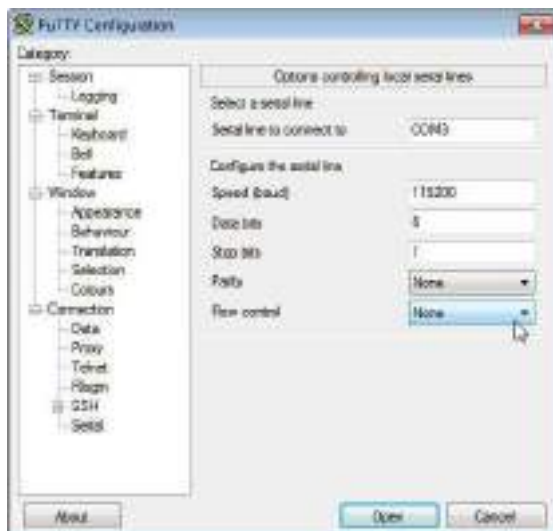 PuTTY Configuration
Category:
Session
Logging
Terminal
Keyboard
Bell
Features
Window
Appearance
Behaviour
Translation
Selection
Colours
Connection
Data
Proxy
Telnet
Rlogin
SSH
Serial
Options controlling local serial lines
Select a serial line
Serial line to connect to
COM3
Configure the serial line
Speed (baud)
115200
Data bits
8
Stop bits
1
Parity
None
Flow control
None
About
Open
Cancel